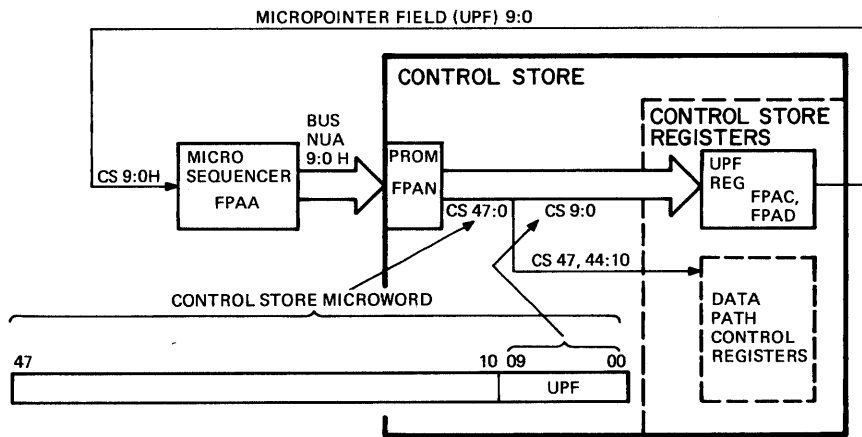 MICROPOINTER FIELD (UPF) 9:0
CONTROL STORE
BUS
NUA
9:0 H
CONTROL STORE
REGISTERS
CS 9:0H
MICRO
SEQUENCER
FPAA
PROM
FPAN
UPF
REG
FPAC,
FPAD
CS 47:0
CS 9:0
CS 47, 44:10
CONTROL STORE MICROWORD
DATA
PATH
CONTROL
REGISTERS
47
10
09
00
UPF